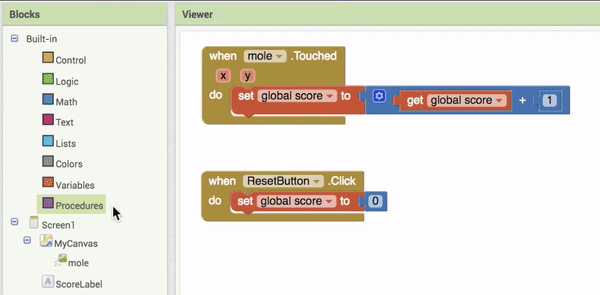 Blocks
Viewer
Built-in
Control
Logic
Math
Text
Lists
Colors
Variables
Procedures
Screen1
MyCanvas
mole
ScoreLabel
when mole .Touched
x y
do set global score to get global score + 1
when ResetButton .Click
do set global score to 0